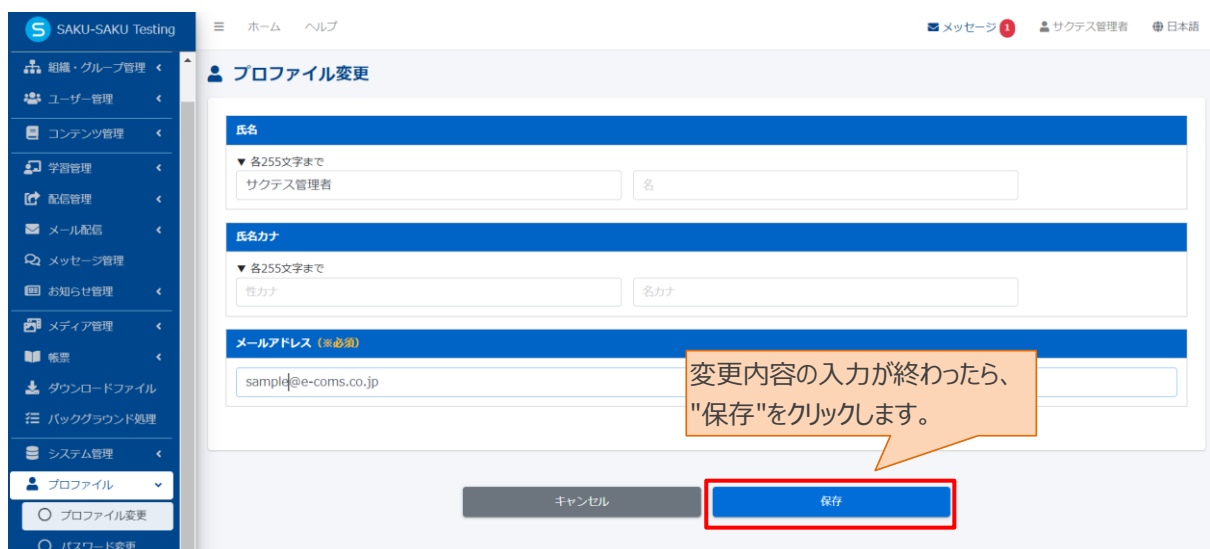 SAKU-SAKU Testing
ホーム ヘルプ
メッセージ 1 サクテス管理者 日本語
組織・グループ管理
ユーザー管理
コンテンツ管理
学習管理
配信管理
メール配信
メッセージ管理
お知らせ管理
メディア管理
帳票
ダウンロードファイル
バックグラウンド処理
システム管理
プロファイル
プロファイル変更
パスワード変更
プロファイル変更
氏名
▼ 各255文字まで
サクテス管理者 名
氏名カナ
▼ 各255文字まで
性カナ 名カナ
メールアドレス (※必須)
sample@e-coms.co.jp
変更内容の入力が終わったら、
"保存"をクリックします。
キャンセル 保存